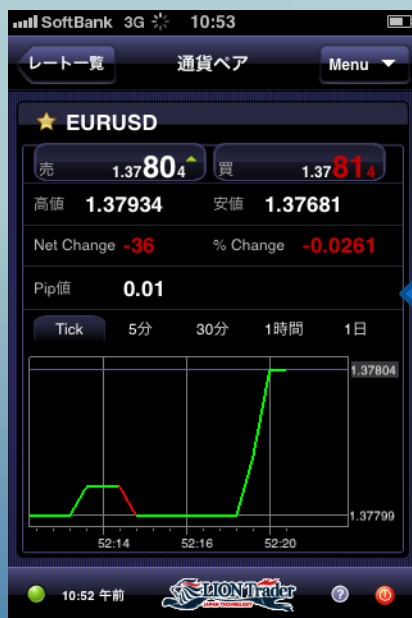 SoftBank 3G 10:53
レート一覧 通貨ペア Menu
EURUSD
売 1.37804 買 1.37814
高値 1.37934 安値 1.37681
Net Change -36 % Change -0.0261
Pip値 0.01
Tick 5分 30分 1時間 1日
1.37804
1.37799
52:14 52:16 52:20
10:52 午前 LION Trader ?
JAPAN TECHNOLOGY